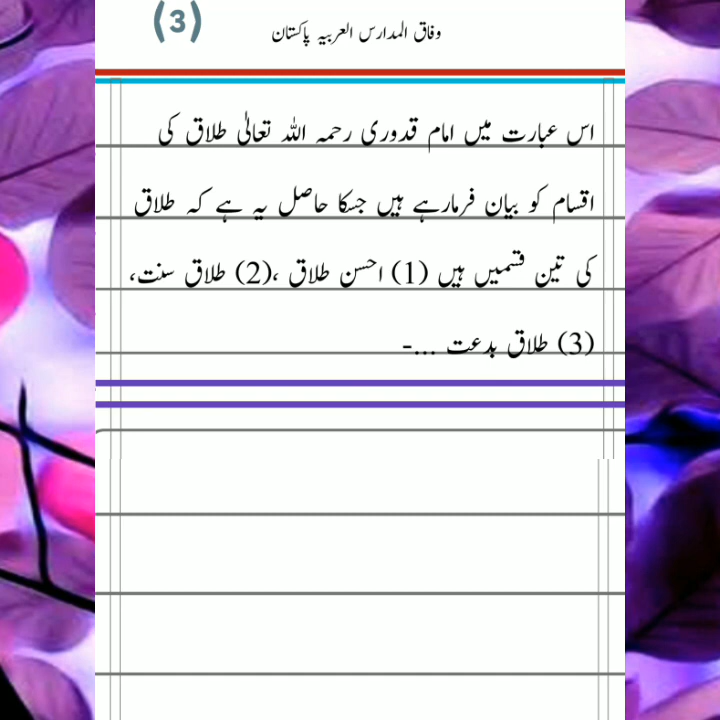 (3)
وفاق المدارس العربیہ پاکستان
اس عبارت میں امام قدوری رحمہ اللہ تعالیٰ طلاق کی
اقسام کو بیان فرمارہے ہیں جسکا حاصل یہ ہے کہ طلاق
کی تین قسمیں ہیں (1) احسن طلاق ،(2) طلاق سنت،
(3) طلاق بدعت ...-